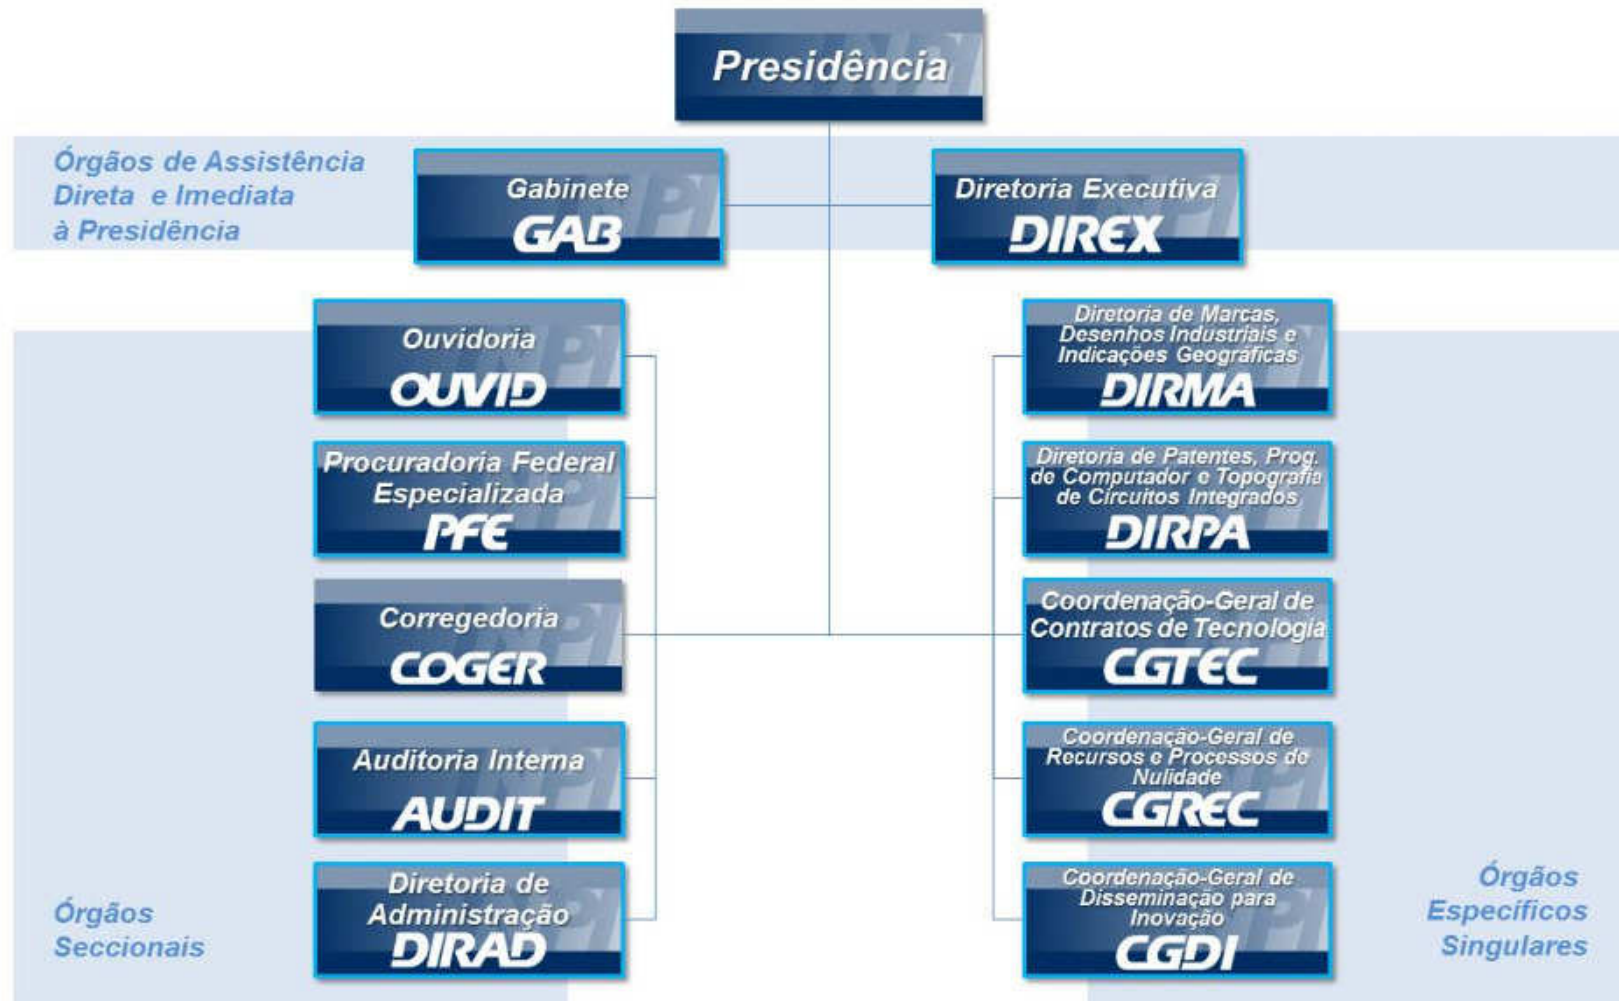 Presidência
Órgãos de Assistência
Direta e Imediata
à Presidência
Gabinete
GAB
Diretoria Executiva
DIREX
Ouvidoria
OUVID
Procuradoria Federal
Especializada
PFE
Corregedoria
COGER
Auditoria Interna
AUDIT
Diretoria de
Administração
DIRAD
Órgãos
Seccionais
Diretoria de Marcas,
Desenhos Industriais e
Indicações Geográficas
DIRMA
Diretoria de Patentes, Prog.
de Computador e Topografia
de Circuitos Integrados
DIRPA
Coordenação-Geral de
Contratos de Tecnologia
CGTEC
Coordenação-Geral de
Recursos e Processos de
Nulidade
CGREC
Coordenação-Geral de
Disseminação para
Inovação
CGDI
Órgãos
Específicos
Singulares